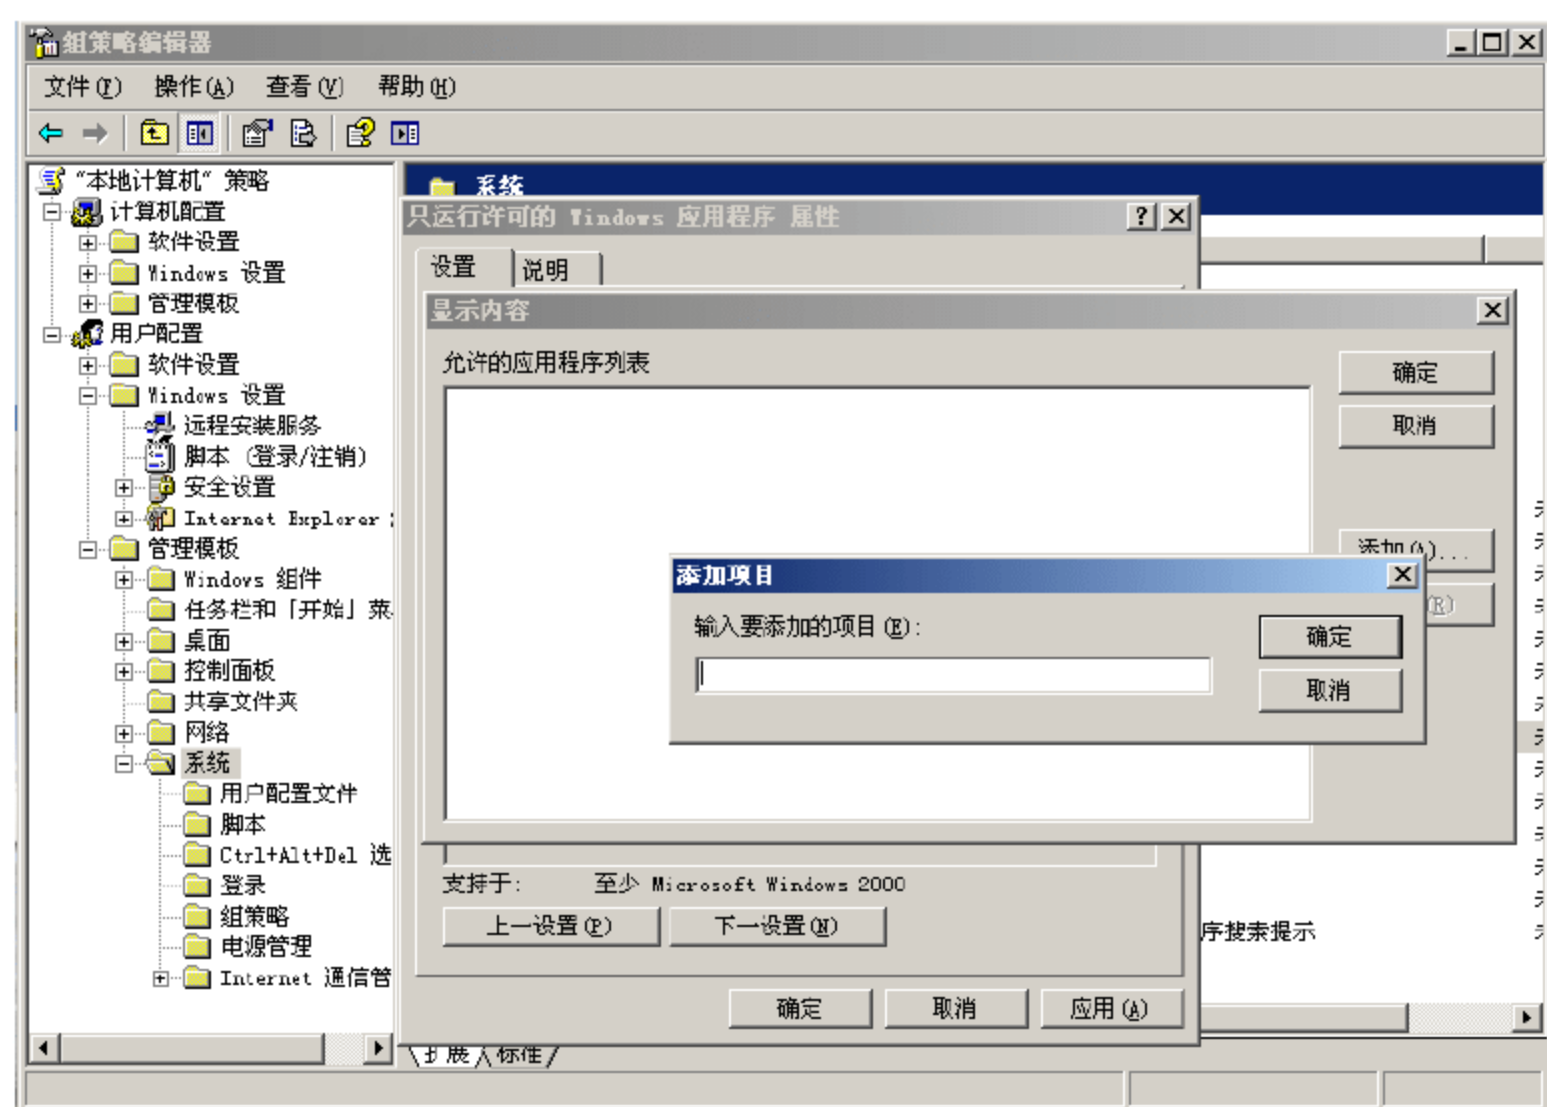 组策略编辑器
文件(F) 操作(A) 查看(V) 帮助(H)
“本地计算机” 策略
计算机配置
软件设置
Windows 设置
管理模板
用户配置
软件设置
Windows 设置
远程安装服务
脚本 (登录/注销)
安全设置
Internet Explorer
管理模板
Windows 组件
任务栏和「开始」菜
桌面
控制面板
共享文件夹
网络
系统
用户配置文件
脚本
Ctrl+Alt+Del 选
登录
组策略
电源管理
Internet 通信管
系统
只运行许可的 Windows 应用程序 属性
设置 说明
显示内容
允许的应用程序列表
确定
取消
添加(A)...
(R)
添加项目
输入要添加的项目(E):
确定
取消
支持于: 至少 Microsoft Windows 2000
上一设置(P) 下一设置(N)
序搜索提示
确定 取消 应用(A)
扩展 标准